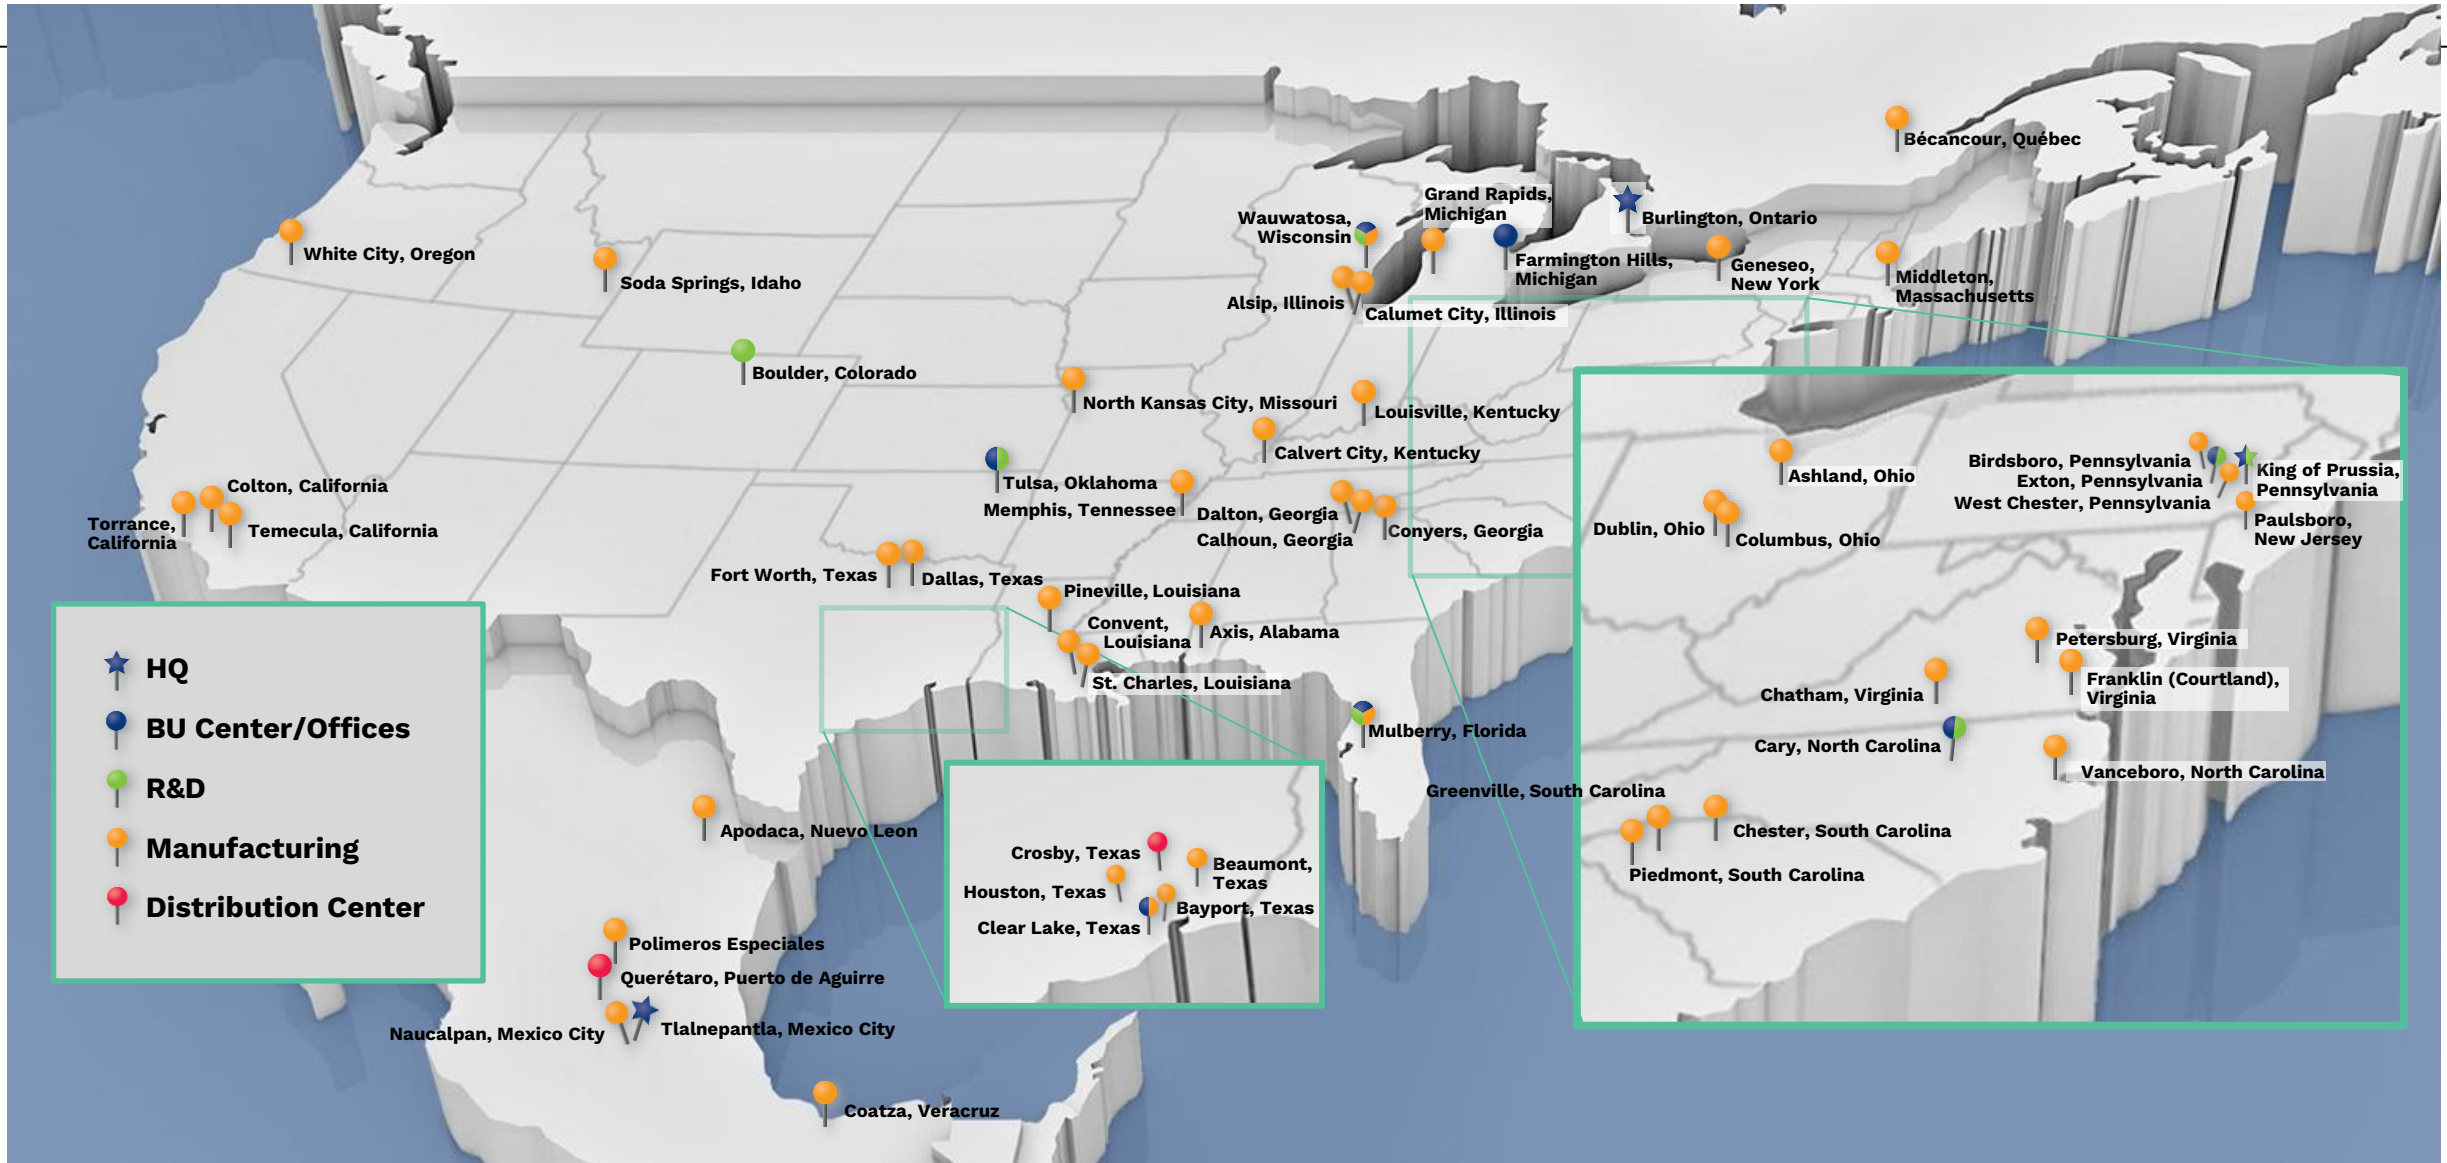 Bécancour, Québec
Grand Rapids,
Michigan
Wauwatosa,
Wisconsin
Burlington, Ontario
White City, Oregon
Soda Springs, Idaho
Farmington Hills,
Michigan
Geneseo,
New York
Middleton,
Massachusetts
Alsip, Illinois
Calumet City, Illinois
Boulder, Colorado
North Kansas City, Missouri
Louisville, Kentucky
Calvert City, Kentucky
Tulsa, Oklahoma
Memphis, Tennessee
Colton, California
Torrance,
California
Temecula, California
Dalton, Georgia
Calhoun, Georgia
Conyers, Georgia
Fort Worth, Texas
Dallas, Texas
Pineville, Louisiana
Convent,
Louisiana
Axis, Alabama
St. Charles, Louisiana
Mulberry, Florida
HQ
BU Center/Offices
R&D
Manufacturing
Distribution Center
Apodaca, Nuevo Leon
Polimeros Especiales
Querétaro, Puerto de Aguirre
Naucalpan, Mexico City
Tlalnepantla, Mexico City
Coatza, Veracruz
Crosby, Texas
Beaumont,
Texas
Houston, Texas
Bayport, Texas
Clear Lake, Texas
Ashland, Ohio
Dublin, Ohio
Columbus, Ohio
Birdsboro, Pennsylvania
Exton, Pennsylvania
West Chester, Pennsylvania
King of Prussia,
Pennsylvania
Paulsboro,
New Jersey
Petersburg, Virginia
Franklin (Courtland),
Virginia
Chatham, Virginia
Cary, North Carolina
Vanceboro, North Carolina
Greenville, South Carolina
Chester, South Carolina
Piedmont, South Carolina